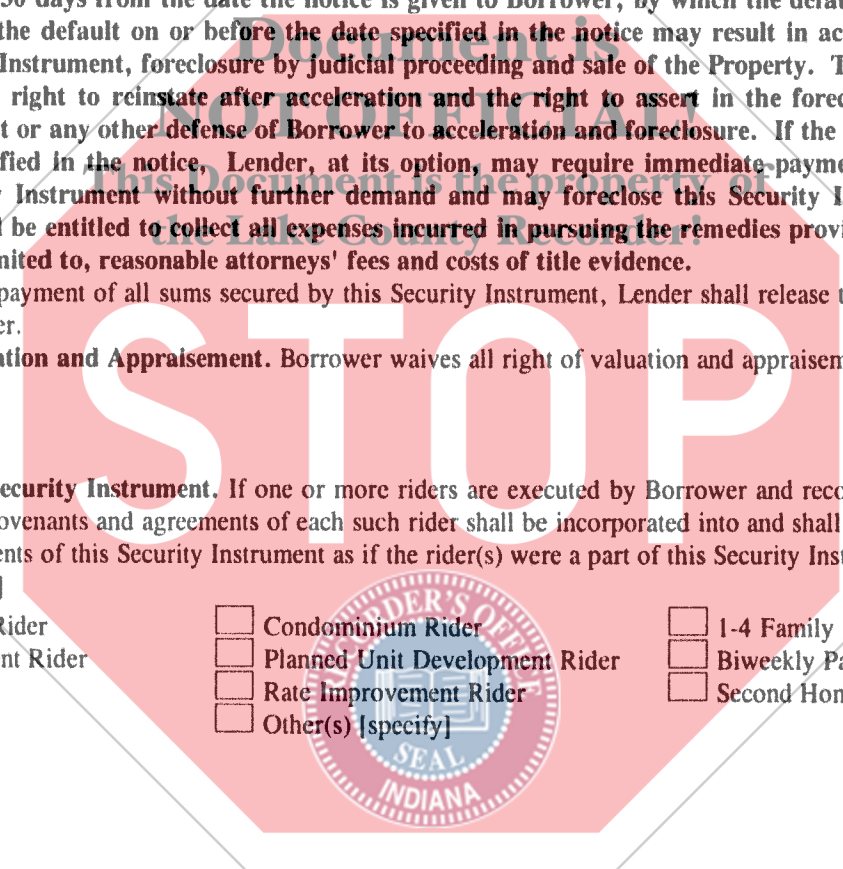 30 days from the date the notice is given to Borrower, by which the defau
the default on or before the date specified in the notice may result in ac
Document is
Instrument, foreclosure by judicial proceeding and sale of the Property. T
right to reinstate after acceleration and the right to assert in the forec
NOT OFFICIAL!
t or any other defense of Borrower to acceleration and foreclosure. If the
fied in the notice, Lender, at its option, may require immediate payme
This Document is the property of
y Instrument without further demand and may foreclose this Security I
l be entitled to collect all expenses incurred in pursuing the remedies provi
the Lake County Recorder!
mited to, reasonable attorneys' fees and costs of title evidence.
payment of all sums secured by this Security Instrument, Lender shall release t
er.
ation and Appraisement. Borrower waives all right of valuation and appraisem
STOP
ecurity Instrument. If one or more riders are executed by Borrower and reco
ovenants and agreements of each such rider shall be incorporated into and shall
ents of this Security Instrument as if the rider(s) were a part of this Security Inst
]
Rider Condominium Rider 1-4 Family
nt Rider Planned Unit Development Rider Biweekly Pa
Rate Improvement Rider Second Hom
Other(s) [specify]
RECORDER'S OFFICE
SEAL
INDIANA